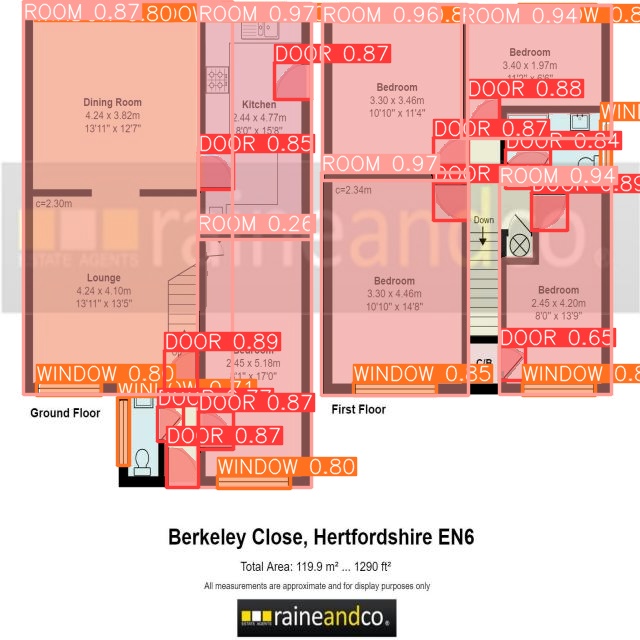 ROOM 0.87
ROOM 0.97
ROOM 0.96
ROOM 0.94
DOOR 0.87
Dining Room
4.24 x 3.82m
13'11" x 12'7"
Kitchen
2.44 x 4.77m
8'0" x 15'8"
DOOR 0.85
Bedroom
3.30 x 3.46m
10'10" x 11'4"
Bedroom
3.40 x 1.97m
DOOR 0.88
DOOR 0.87
DOOR 0.84
ROOM 0.97
ROOM 0.94
c=2.30m
c=2.34m
ROOM 0.26
raineandco.
ESTATE AGENTS
Down
Lounge
4.24 x 4.10m
13'11" x 13'5"
Bedroom
3.30 x 4.46m
10'10" x 14'8"
Bedroom
2.45 x 4.20m
8'0" x 13'9"
DOOR 0.89
DOOR 0.65
Bedroom
2.45 x 5.18m
WINDOW 0.80
WINDOW 0.85
Ground Floor
First Floor
DOOR 0.87
DOOR 0.87
WINDOW 0.80
Berkeley Close, Hertfordshire EN6
Total Area: 119.9 m² ... 1290 ft²
All measurements are approximate and for display purposes only
ESTATE AGENTS
raineandco.